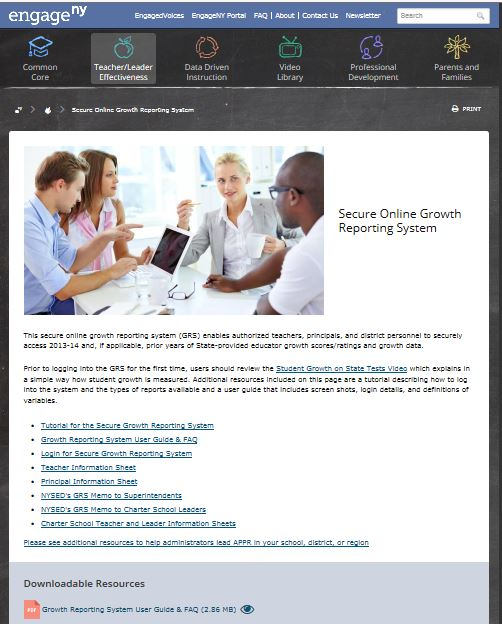 engage ny
EngagedVoices EngageNY Portal FAQ | About | Contact Us Newsletter Search
Common Core
Teacher/Leader Effectiveness
Data Driven Instruction
Video Library
Professional Development
Parents and Families
Secure Online Growth Reporting System
PRINT
Secure Online Growth
Reporting System
This secure online growth reporting system (GRS) enables authorized teachers, principals, and district personnel to securely
access 2013-14 and, if applicable, prior years of State-provided educator growth scores/ratings and growth data.
Prior to logging into the GRS for the first time, users should review the Student Growth on State Tests Video which explains in
a simple way how student growth is measured. Additional resources included on this page are a tutorial describing how to log
into the system and the types of reports available and a user guide that includes screen shots, login details, and definitions of
variables.
Tutorial for the Secure Growth Reporting System
Growth Reporting System User Guide & FAQ
Login for Secure Growth Reporting System
Teacher Information Sheet
Principal Information Sheet
NYSED's GRS Memo to Superintendents
NYSED's GRS Memo to Charter School Leaders
Charter School Teacher and Leader Information Sheets
Please see additional resources to help administrators lead APPR in your school, district, or region
Downloadable Resources
PDF Growth Reporting System User Guide & FAQ (2.86 MB)